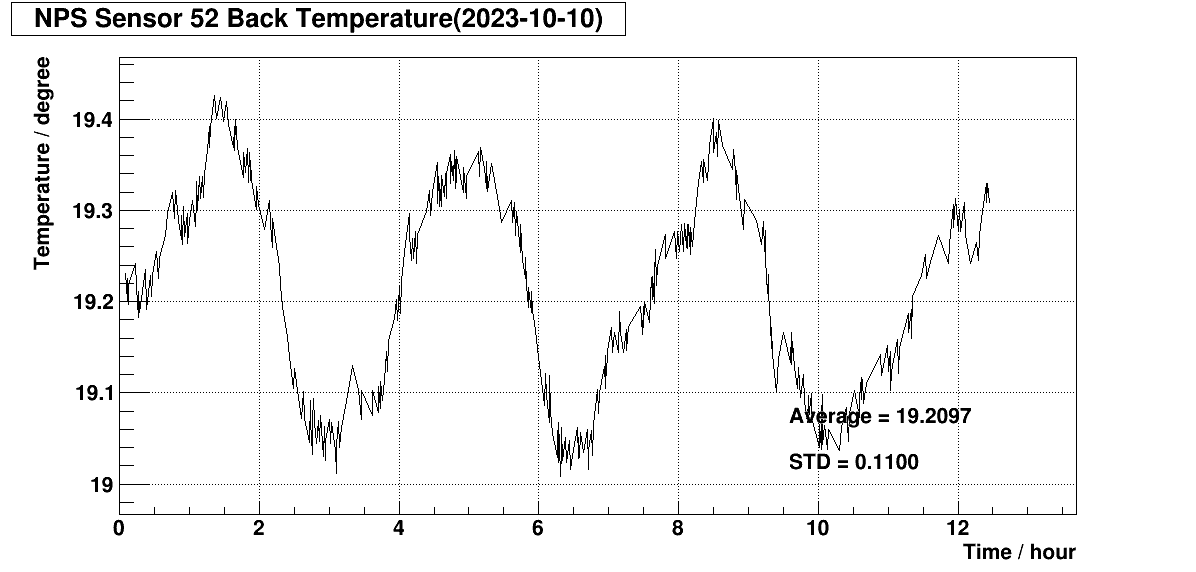 NPS Sensor 52 Back Temperature(2023-10-10)
Temperature / degree
19.4
19.3
19.2
19.1
19
Average = 19.2097
STD = 0.1100
0 2 4 6 8 10 12
Time / hour